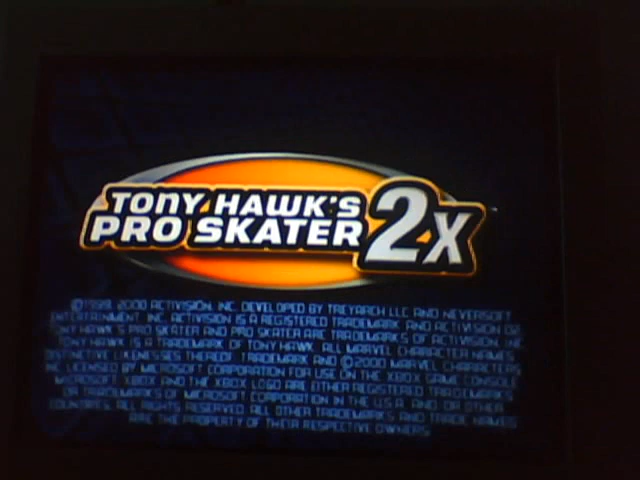 TONY HAWK'S
PRO SKATER 2X
©1999, 2000 ACTIVISION, INC. DEVELOPED BY TREYARCH LLC AND NEVERSOFT
ENTERTAINMENT, INC. ACTIVISION IS A REGISTERED TRADEMARK AND ACTIVISION O2,
TONY HAWK'S PRO SKATER AND PRO SKATER ARE TRADEMARKS OF ACTIVISION, INC.
TONY HAWK IS A TRADEMARK OF TONY HAWK. ALL MARVEL CHARACTER NAMES
DISTINCTIVE LIKENESSES THEREOF TRADEMARK AND ©2000 MARVEL CHARACTERS
INC. LICENSED BY MICROSOFT CORPORATION FOR USE ON THE XBOX GAME CONSOLE
MICROSOFT, XBOX AND THE XBOX LOGO ARE EITHER REGISTERED TRADEMARKS
OR TRADEMARKS OF MICROSOFT CORPORATION IN THE U.S.A. AND/OR OTHER
COUNTRIES. ALL RIGHTS RESERVED. ALL OTHER TRADEMARKS AND TRADE NAMES
ARE THE PROPERTY OF THEIR RESPECTIVE OWNERS.